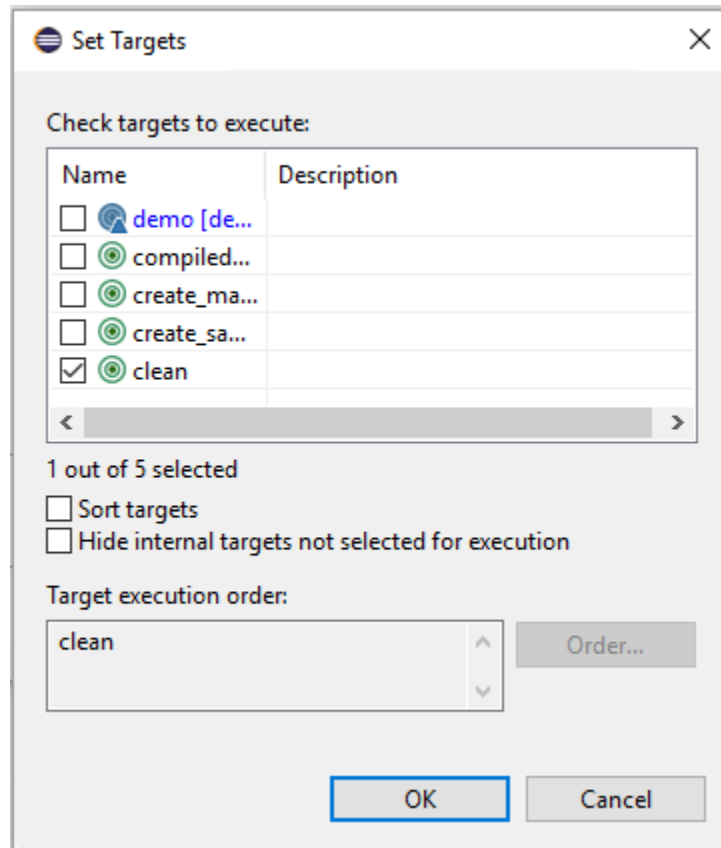 Set Targets
Check targets to execute:
Name Description
demo [de...
compiled...
create_ma...
create_sa...
clean
1 out of 5 selected
Sort targets
Hide internal targets not selected for execution
Target execution order:
clean
Order...
OK Cancel